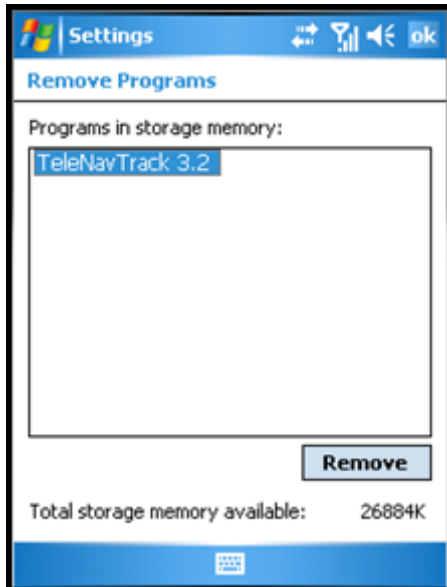 Settings
ok
Remove Programs
Programs in storage memory:
TeleNavTrack 3.2
Remove
Total storage memory available: 26884K